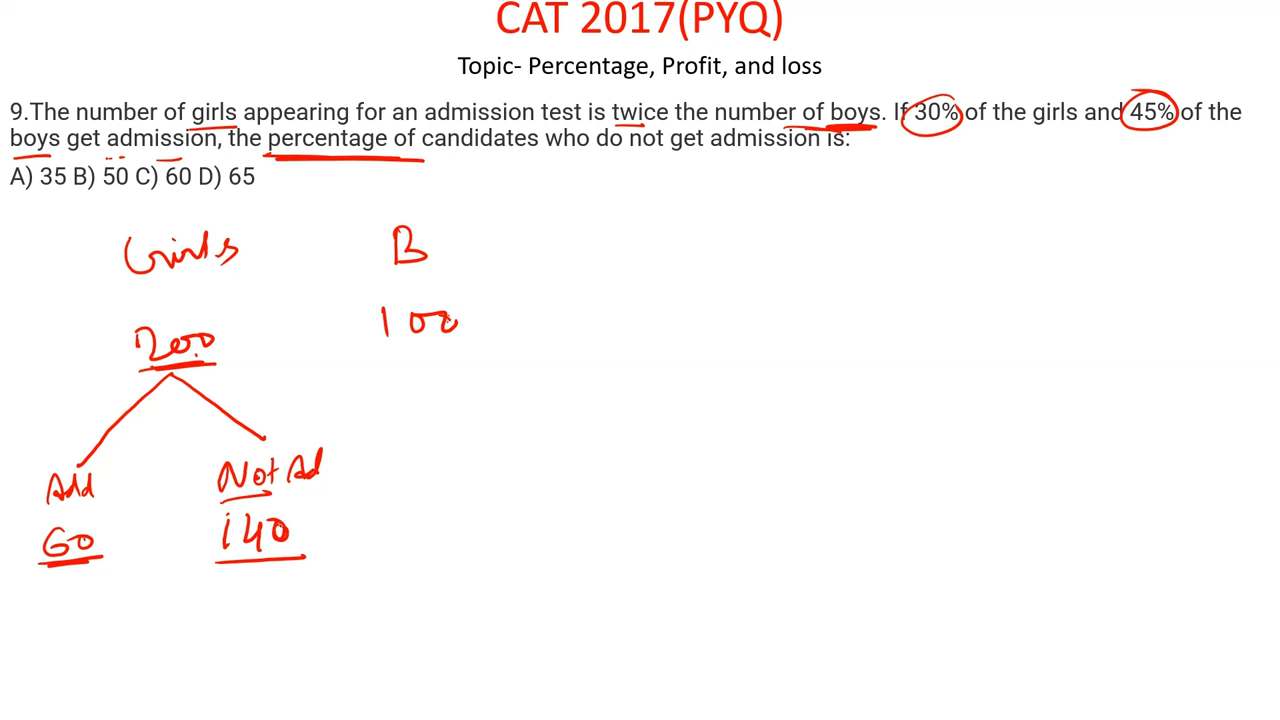 CAT 2017(PYQ)
Topic- Percentage, Profit, and loss
9.The number of girls appearing for an admission test is twice the number of boys. If 30% of the girls and 45% of the
boys get admission, the percentage of candidates who do not get admission is:
A) 35 B) 50 C) 60 D) 65
Girls B
200 100
Add Not Ad
60 140